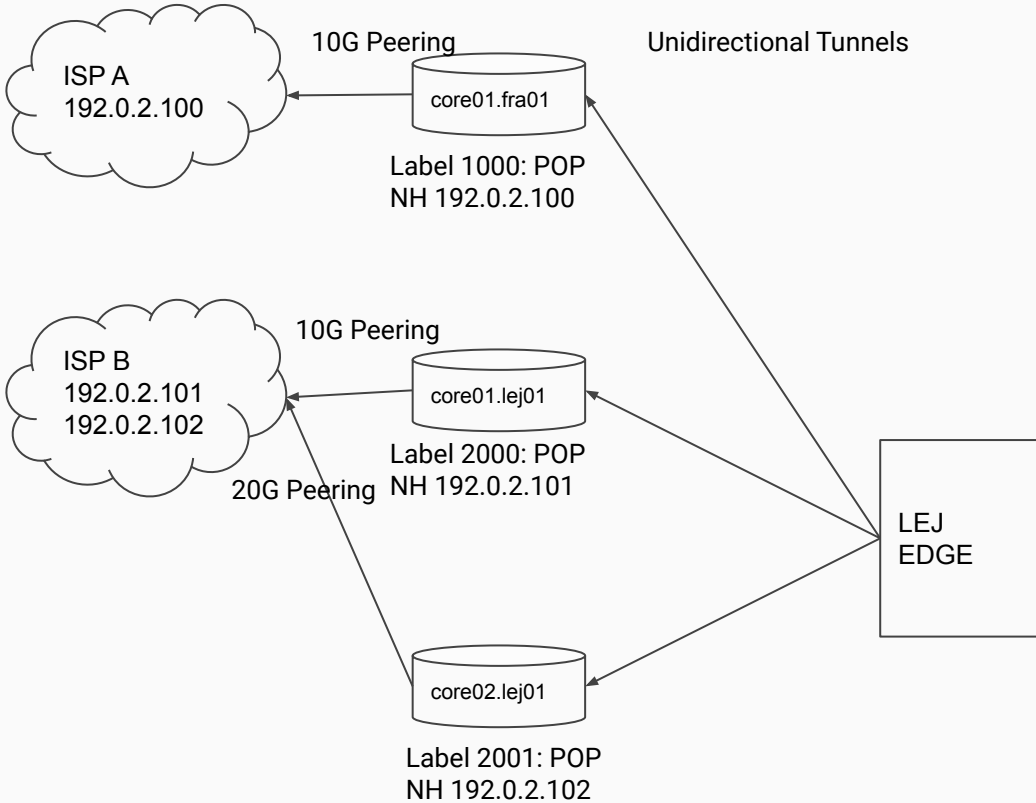 10G Peering
Unidirectional Tunnels
ISP A
192.0.2.100
core01.fra01
Label 1000: POP
NH 192.0.2.100
10G Peering
ISP B
192.0.2.101
192.0.2.102
core01.lej01
Label 2000: POP
NH 192.0.2.101
20G Peering
LEJ
EDGE
core02.lej01
Label 2001: POP
NH 192.0.2.102